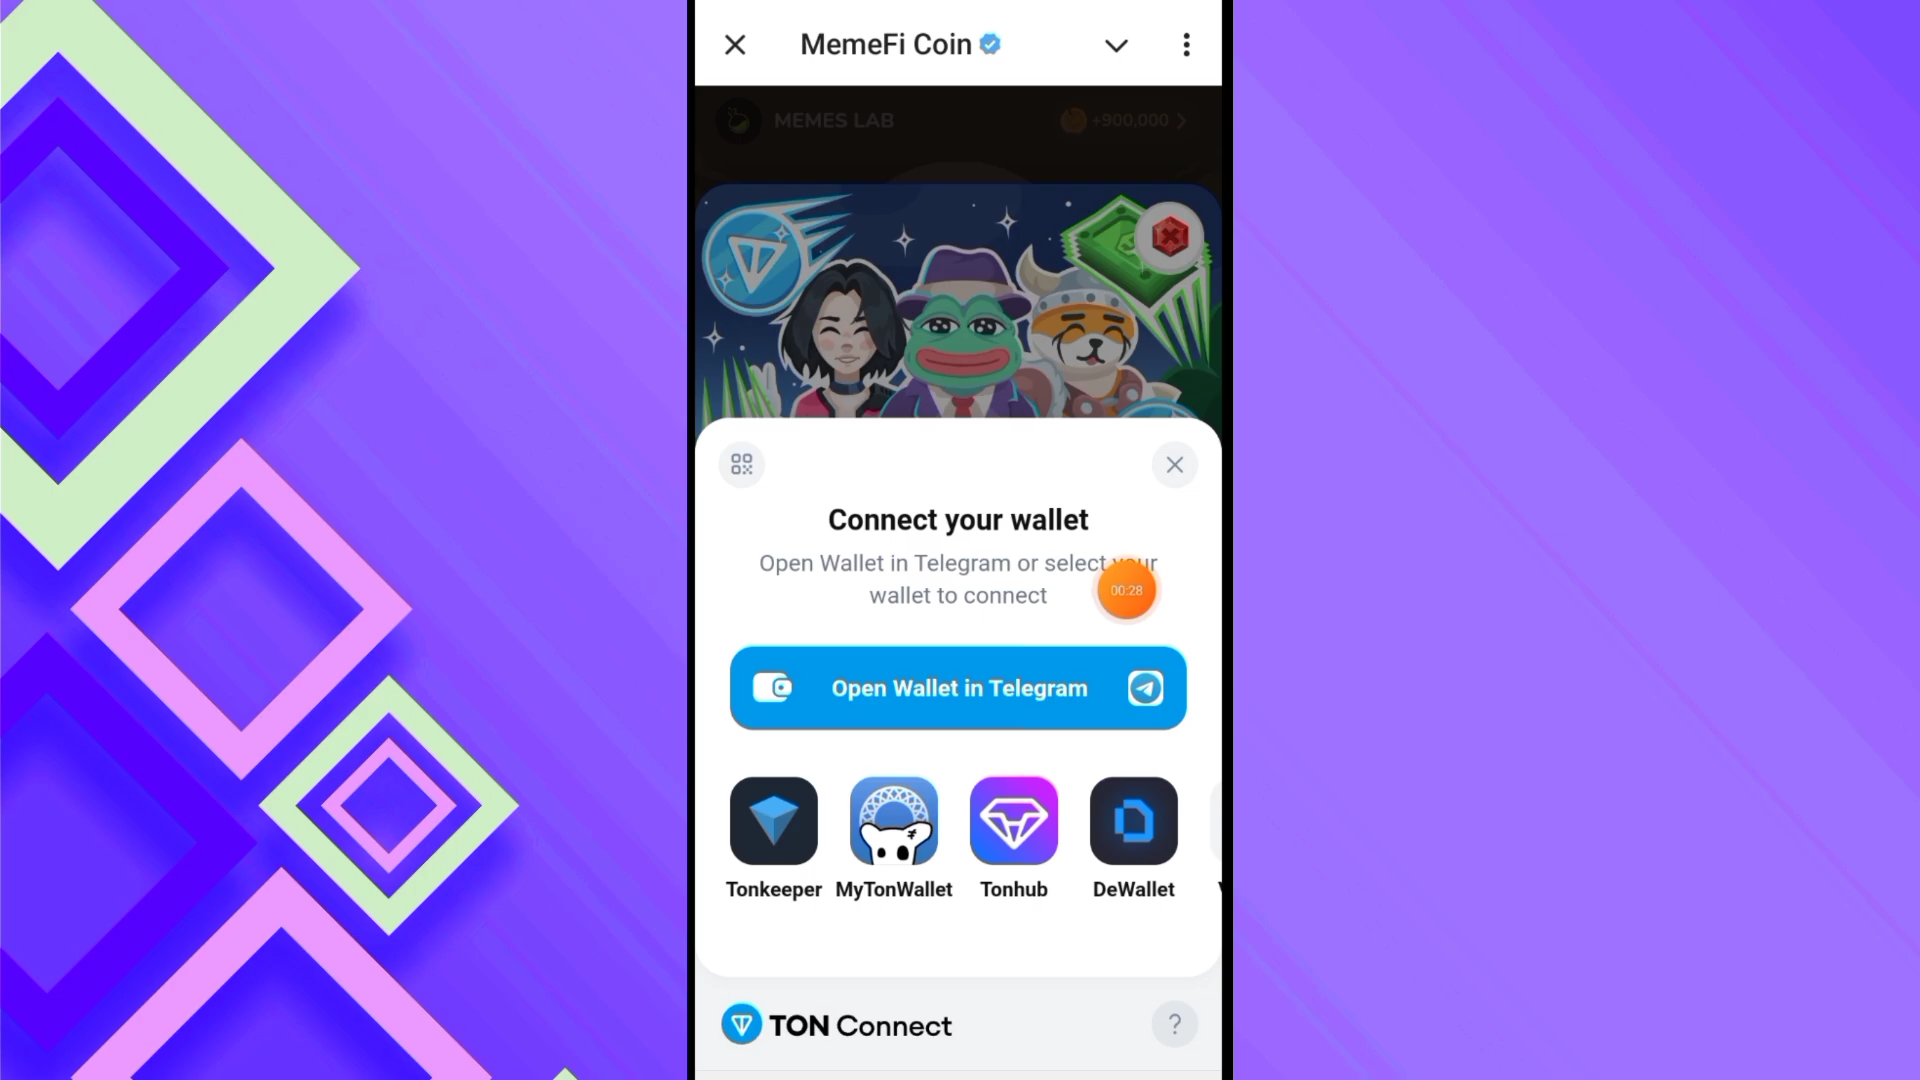 MemeFi Coin
MEMES LAB
+900,000
Connect your wallet
Open Wallet in Telegram or select your
wallet to connect
00:28
Open Wallet in Telegram
Tonkeeper
MyTonWallet
Tonhub
DeWallet
TON Connect
?